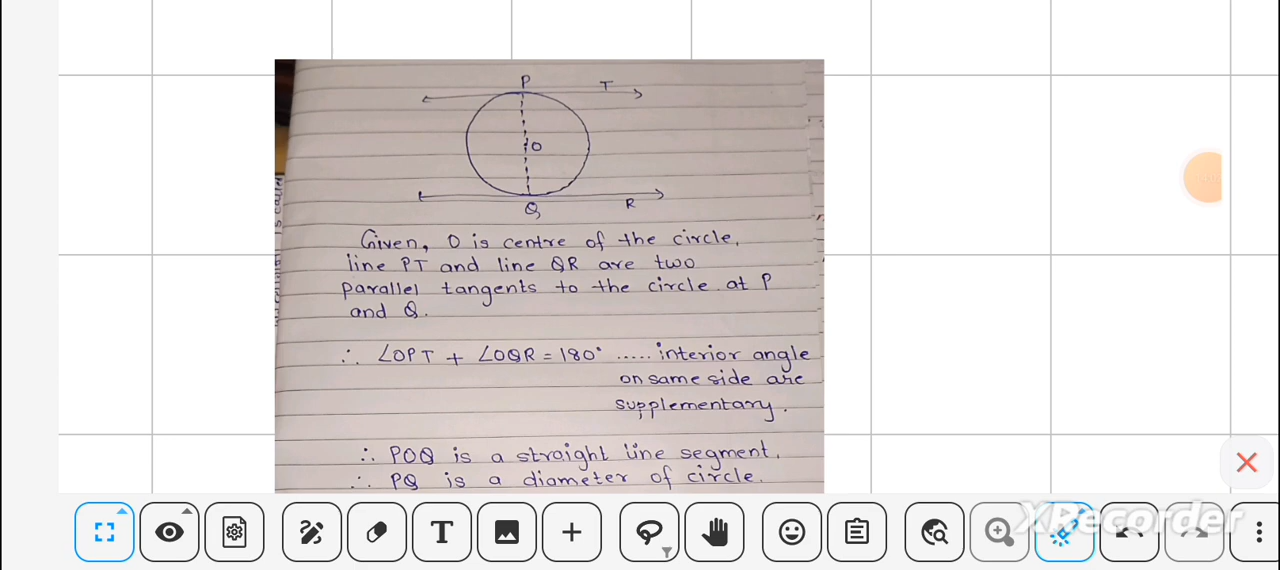 P
T
O
Q
R
Given, O is centre of the circle,
line PT and line QR are two
parallel tangents to the circle at P
and Q.
∴ ∠OPT + ∠OQR = 180° ..... interior angle
on same side are
supplementary.
∴ POQ is a straight line segment.
∴ PQ is a diameter of circle.
T
XRecorder